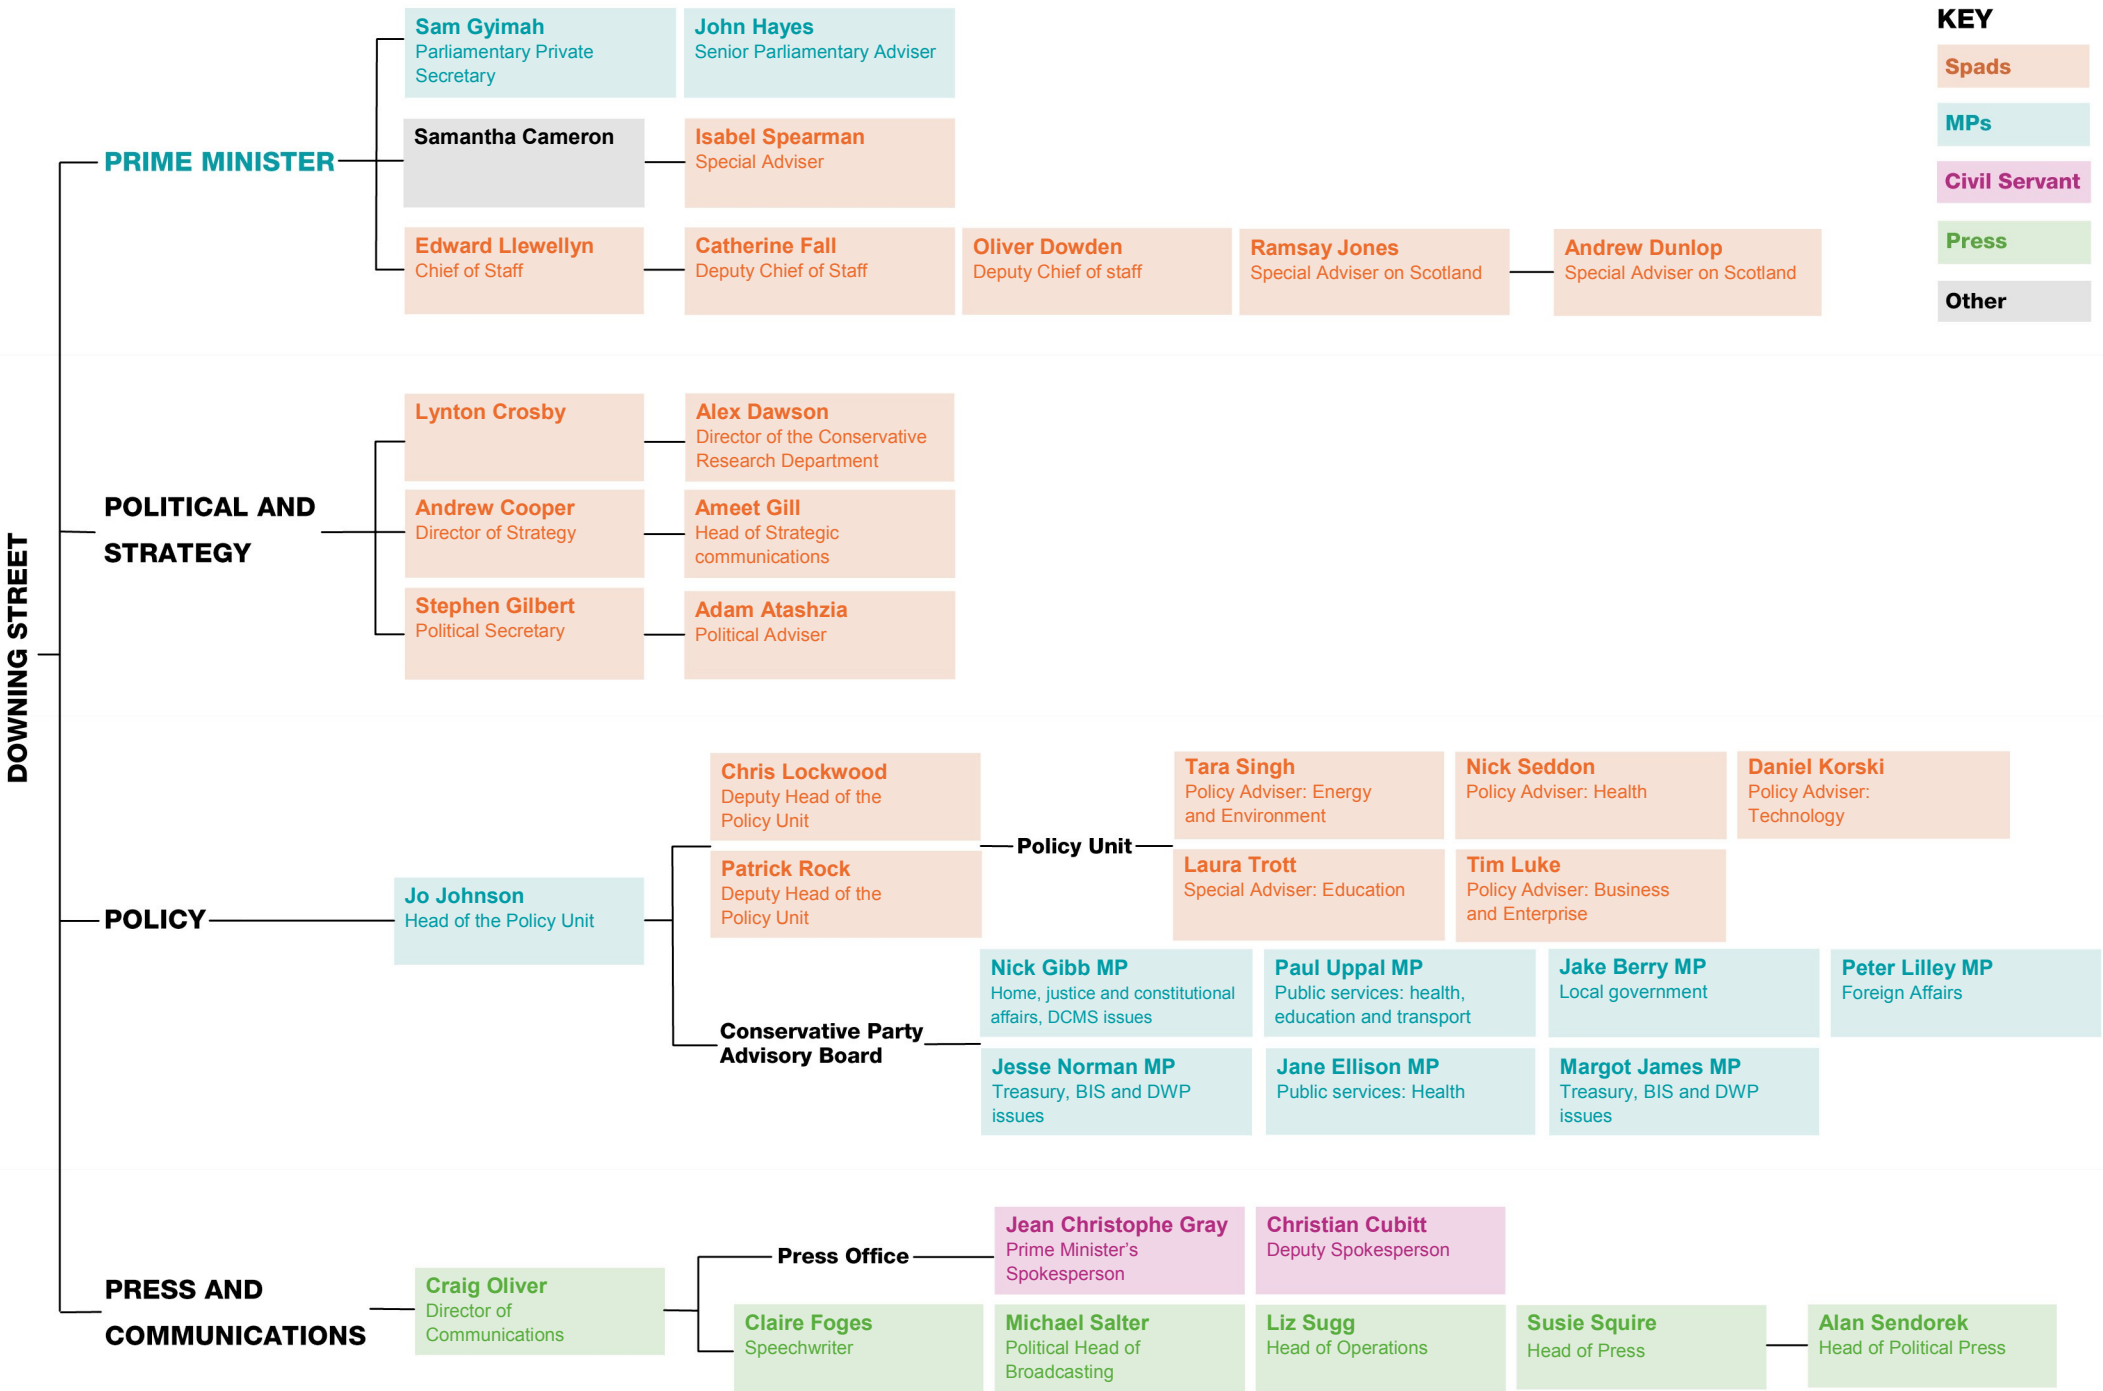 DOWNING STREET
KEY
Spads
MPs
Civil Servant
Press
Other
PRIME MINISTER
Sam Gyimah
Parliamentary Private
Secretary
John Hayes
Senior Parliamentary Adviser
Samantha Cameron
Isabel Spearman
Special Adviser
Edward Llewellyn
Chief of Staff
Catherine Fall
Deputy Chief of Staff
Oliver Dowden
Deputy Chief of staff
Ramsay Jones
Special Adviser on Scotland
Andrew Dunlop
Special Adviser on Scotland
POLITICAL AND
STRATEGY
Lynton Crosby
Alex Dawson
Director of the Conservative
Research Department
Andrew Cooper
Director of Strategy
Ameet Gill
Head of Strategic
communications
Stephen Gilbert
Political Secretary
Adam Atashzia
Political Adviser
POLICY
Jo Johnson
Head of the Policy Unit
Chris Lockwood
Deputy Head of the
Policy Unit
Patrick Rock
Deputy Head of the
Policy Unit
Policy Unit
Tara Singh
Policy Adviser: Energy
and Environment
Nick Seddon
Policy Adviser: Health
Daniel Korski
Policy Adviser:
Technology
Laura Trott
Special Adviser: Education
Tim Luke
Policy Adviser: Business
and Enterprise
Conservative Party
Advisory Board
Nick Gibb MP
Home, justice and constitutional
affairs, DCMS issues
Paul Uppal MP
Public services: health,
education and transport
Jake Berry MP
Local government
Peter Lilley MP
Foreign Affairs
Jesse Norman MP
Treasury, BIS and DWP
issues
Jane Ellison MP
Public services: Health
Margot James MP
Treasury, BIS and DWP
issues
PRESS AND
COMMUNICATIONS
Craig Oliver
Director of
Communications
Press Office
Jean Christophe Gray
Prime Minister’s
Spokesperson
Christian Cubitt
Deputy Spokesperson
Claire Foges
Speechwriter
Michael Salter
Political Head of
Broadcasting
Liz Sugg
Head of Operations
Susie Squire
Head of Press
Alan Sendorek
Head of Political Press